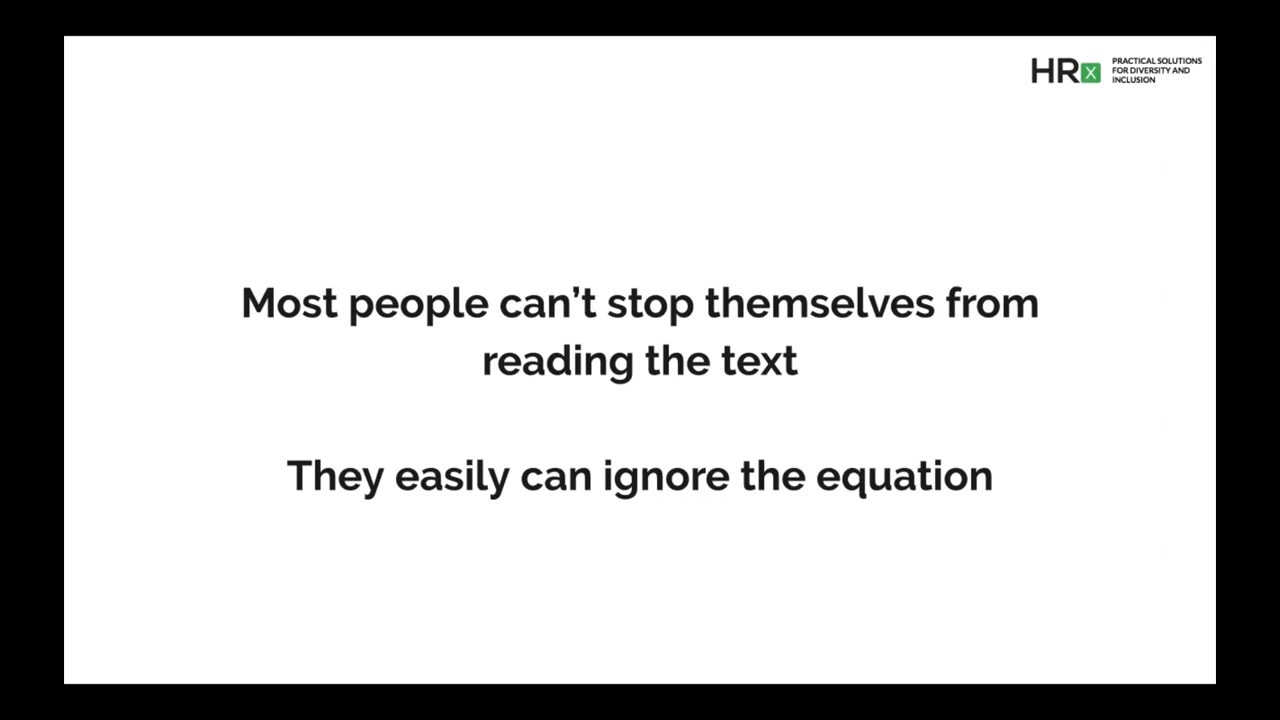 HRX
PRACTICAL SOLUTIONS
FOR DIVERSITY AND
INCLUSION
Most people can’t stop themselves from
reading the text
They easily can ignore the equation